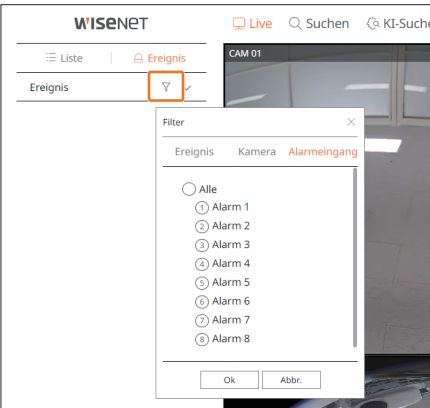 WISENET
Live Suchen KI-Suche
Liste Ereignis
CAM 01
Ereignis
Filter
Ereignis Kamera Alarmeingang
Alle
1 Alarm 1
2 Alarm 2
3 Alarm 3
4 Alarm 4
5 Alarm 5
6 Alarm 6
7 Alarm 7
8 Alarm 8
Ok Abbr.